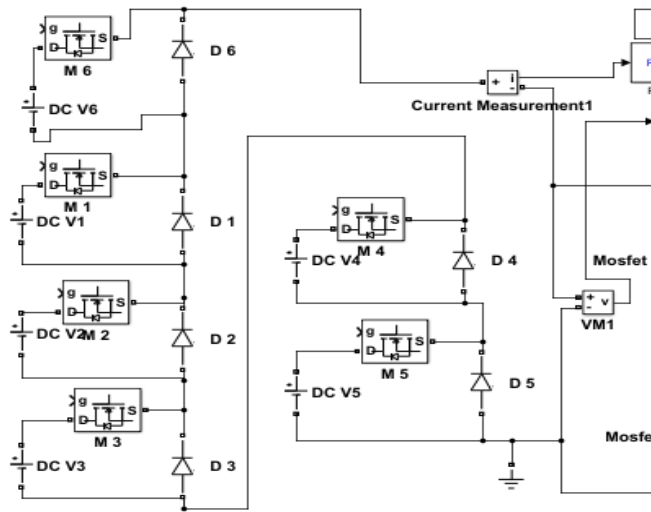 g
D
S
M 6
D 6
DC V6
+
i
-
Current Measurement1
g
D
S
M 1
D 1
DC V1
g
D
S
M 4
D 4
DC V4
Mosfet
g
D
S
M 2
D 2
DC V2
+
v
-
VM1
g
D
S
M 5
D 5
DC V5
g
D
S
M 3
D 3
DC V3
Mosfe